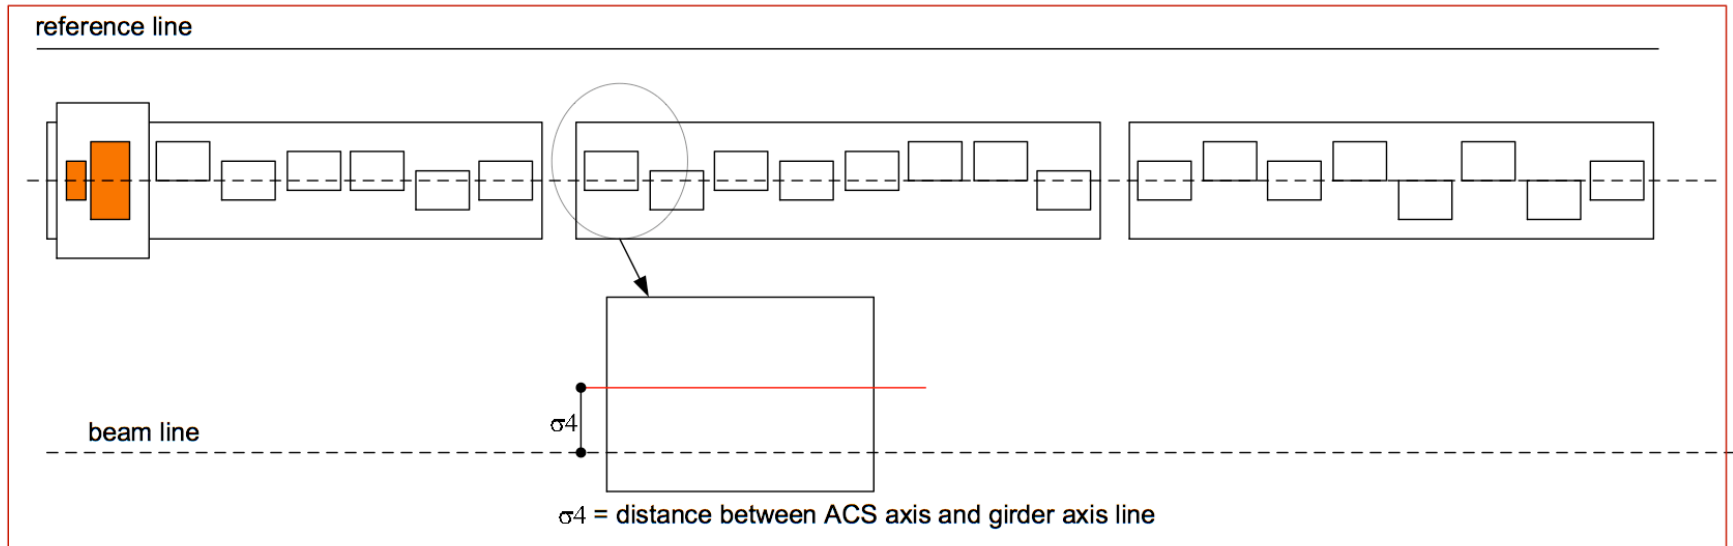 reference line
σ4
beam line
σ4 = distance between ACS axis and girder axis line